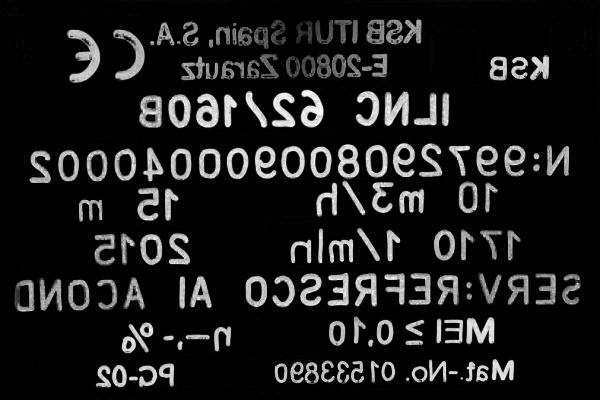 KSB ITUR Spain, S.A. CE
KSB E-20800 Zarautz
ILNC 62/160B
N:9972908009000040002
10 m3/h 15 m
1710 1/min 2015
SERV:REFRESCO AI ACOND
MEI ≥ 0,10 η–,- %
Mat.-No. 01533890 PG-02